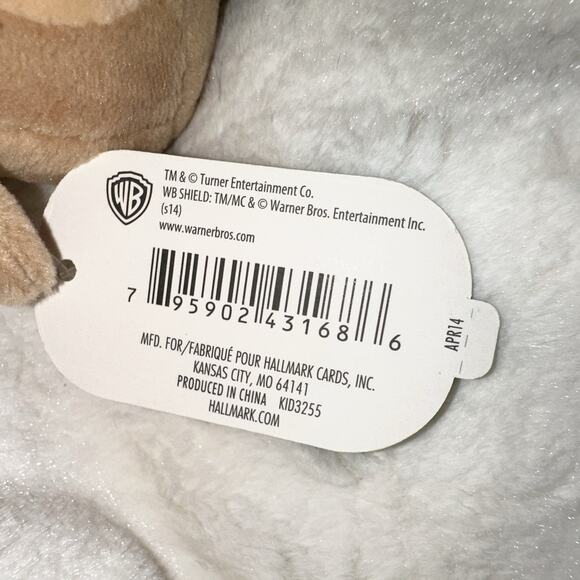 WB
TM & © Turner Entertainment Co.
WB SHIELD: TM/MC & © Warner Bros. Entertainment Inc.
(s14)
www.warnerbros.com
7 95902 43168 6
MFD. FOR/FABRIQUÉ POUR HALLMARK CARDS, INC.
KANSAS CITY, MO 64141
PRODUCED IN CHINA KID3255
HALLMARK.COM
APR14